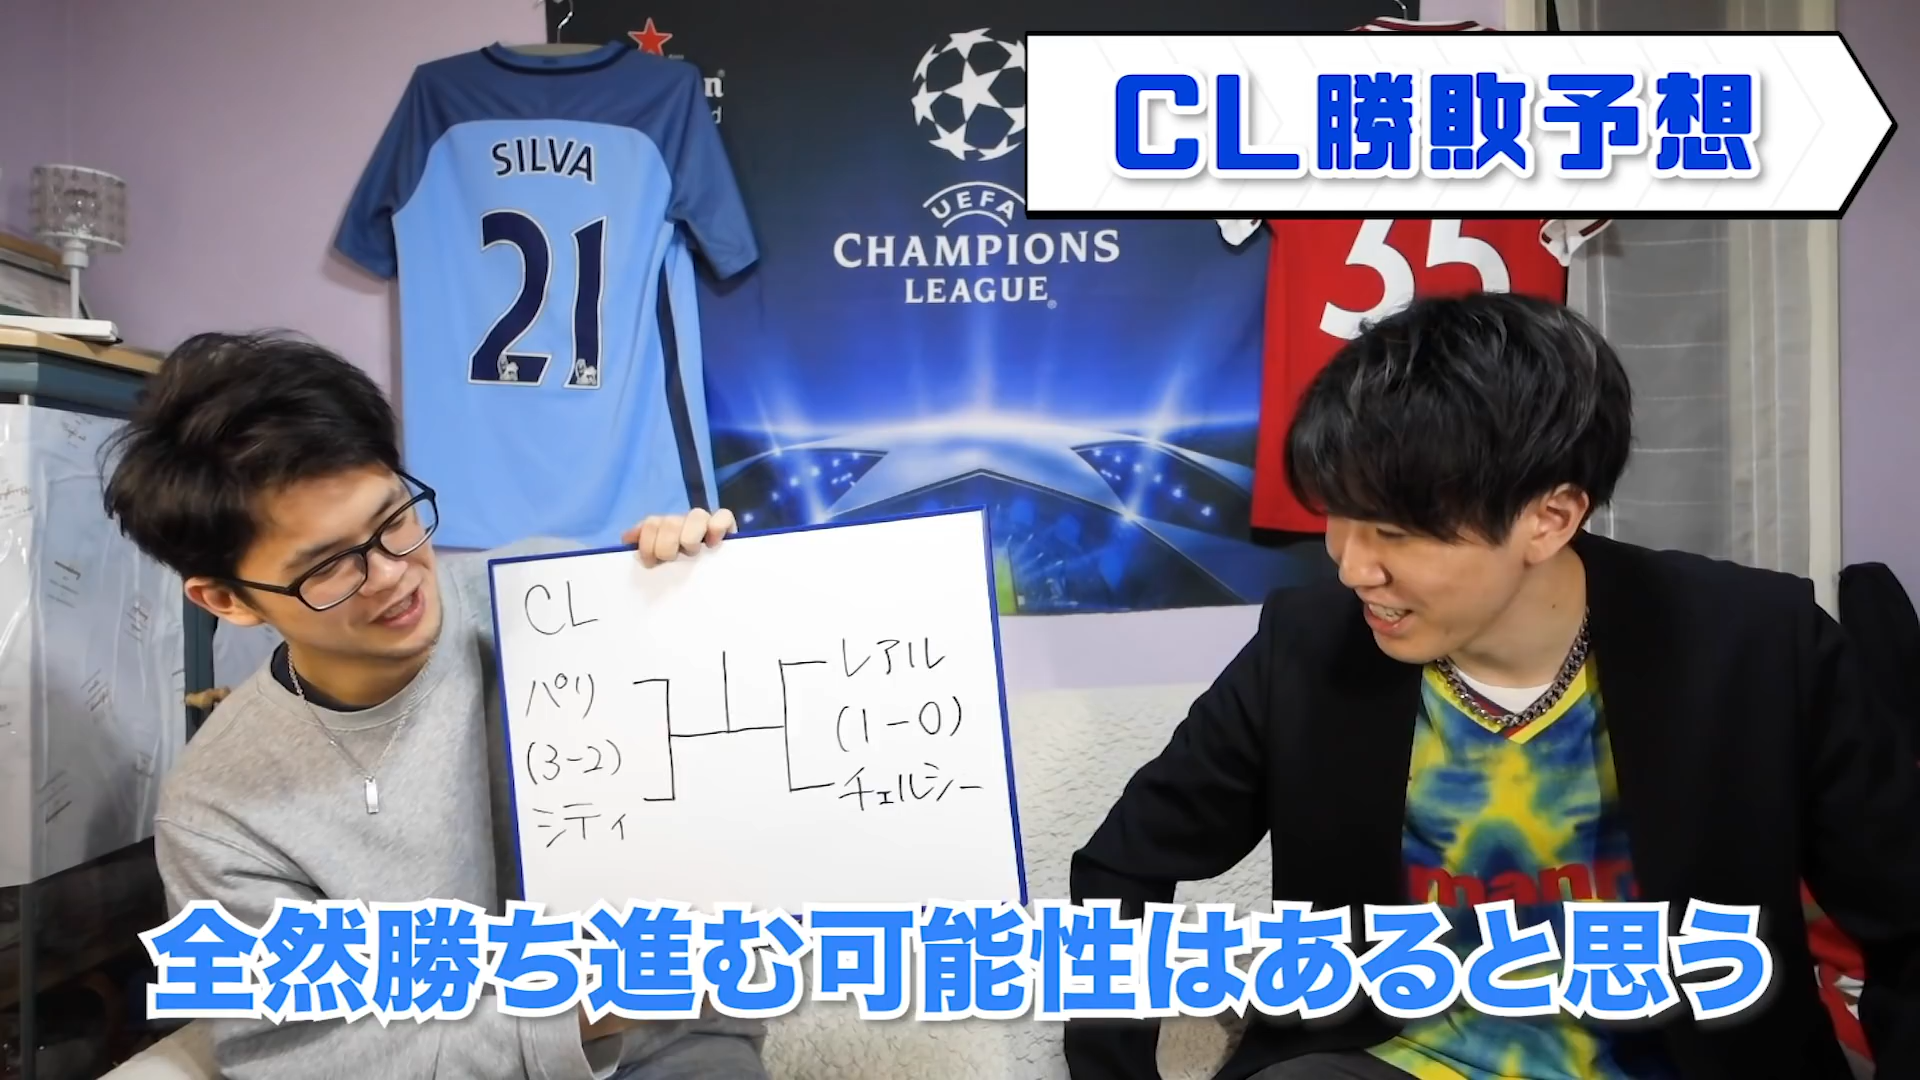 CL勝敗予想
SILVA
21
UEFA
CHAMPIONS
LEAGUE
35
CL
パリ
(3-2)
シティ
レアル
(1-0)
チェルシー
全然勝ち進む可能性はあると思う